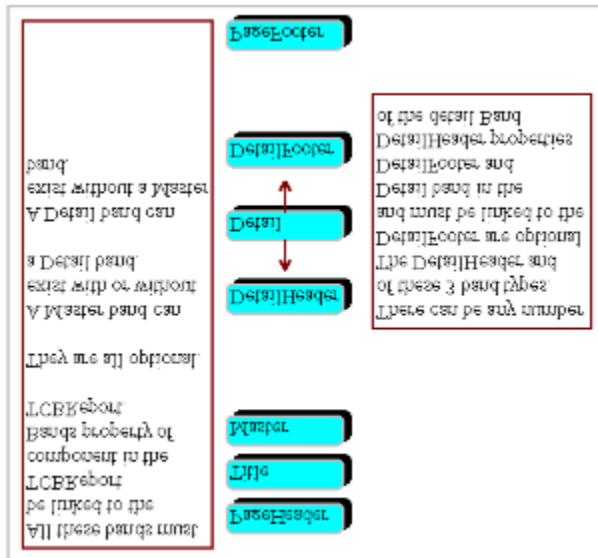 All these bands must
be linked to the
TCBReport
component in the
Bands property of
TCBReport.
They are all optional.
A Master band can
exist with or without
a Detail band.
A Detail band can
exist without a Master
band.
PageHeader
Title
Master
DetailHeader
Detail
DetailFooter
PageFooter
There can be any number
of these 3 band types.
The DetailHeader and
DetailFooter are optional
and must be linked to the
Detail band in the
DetailFooter and
DetailHeader properties
of the detail Band